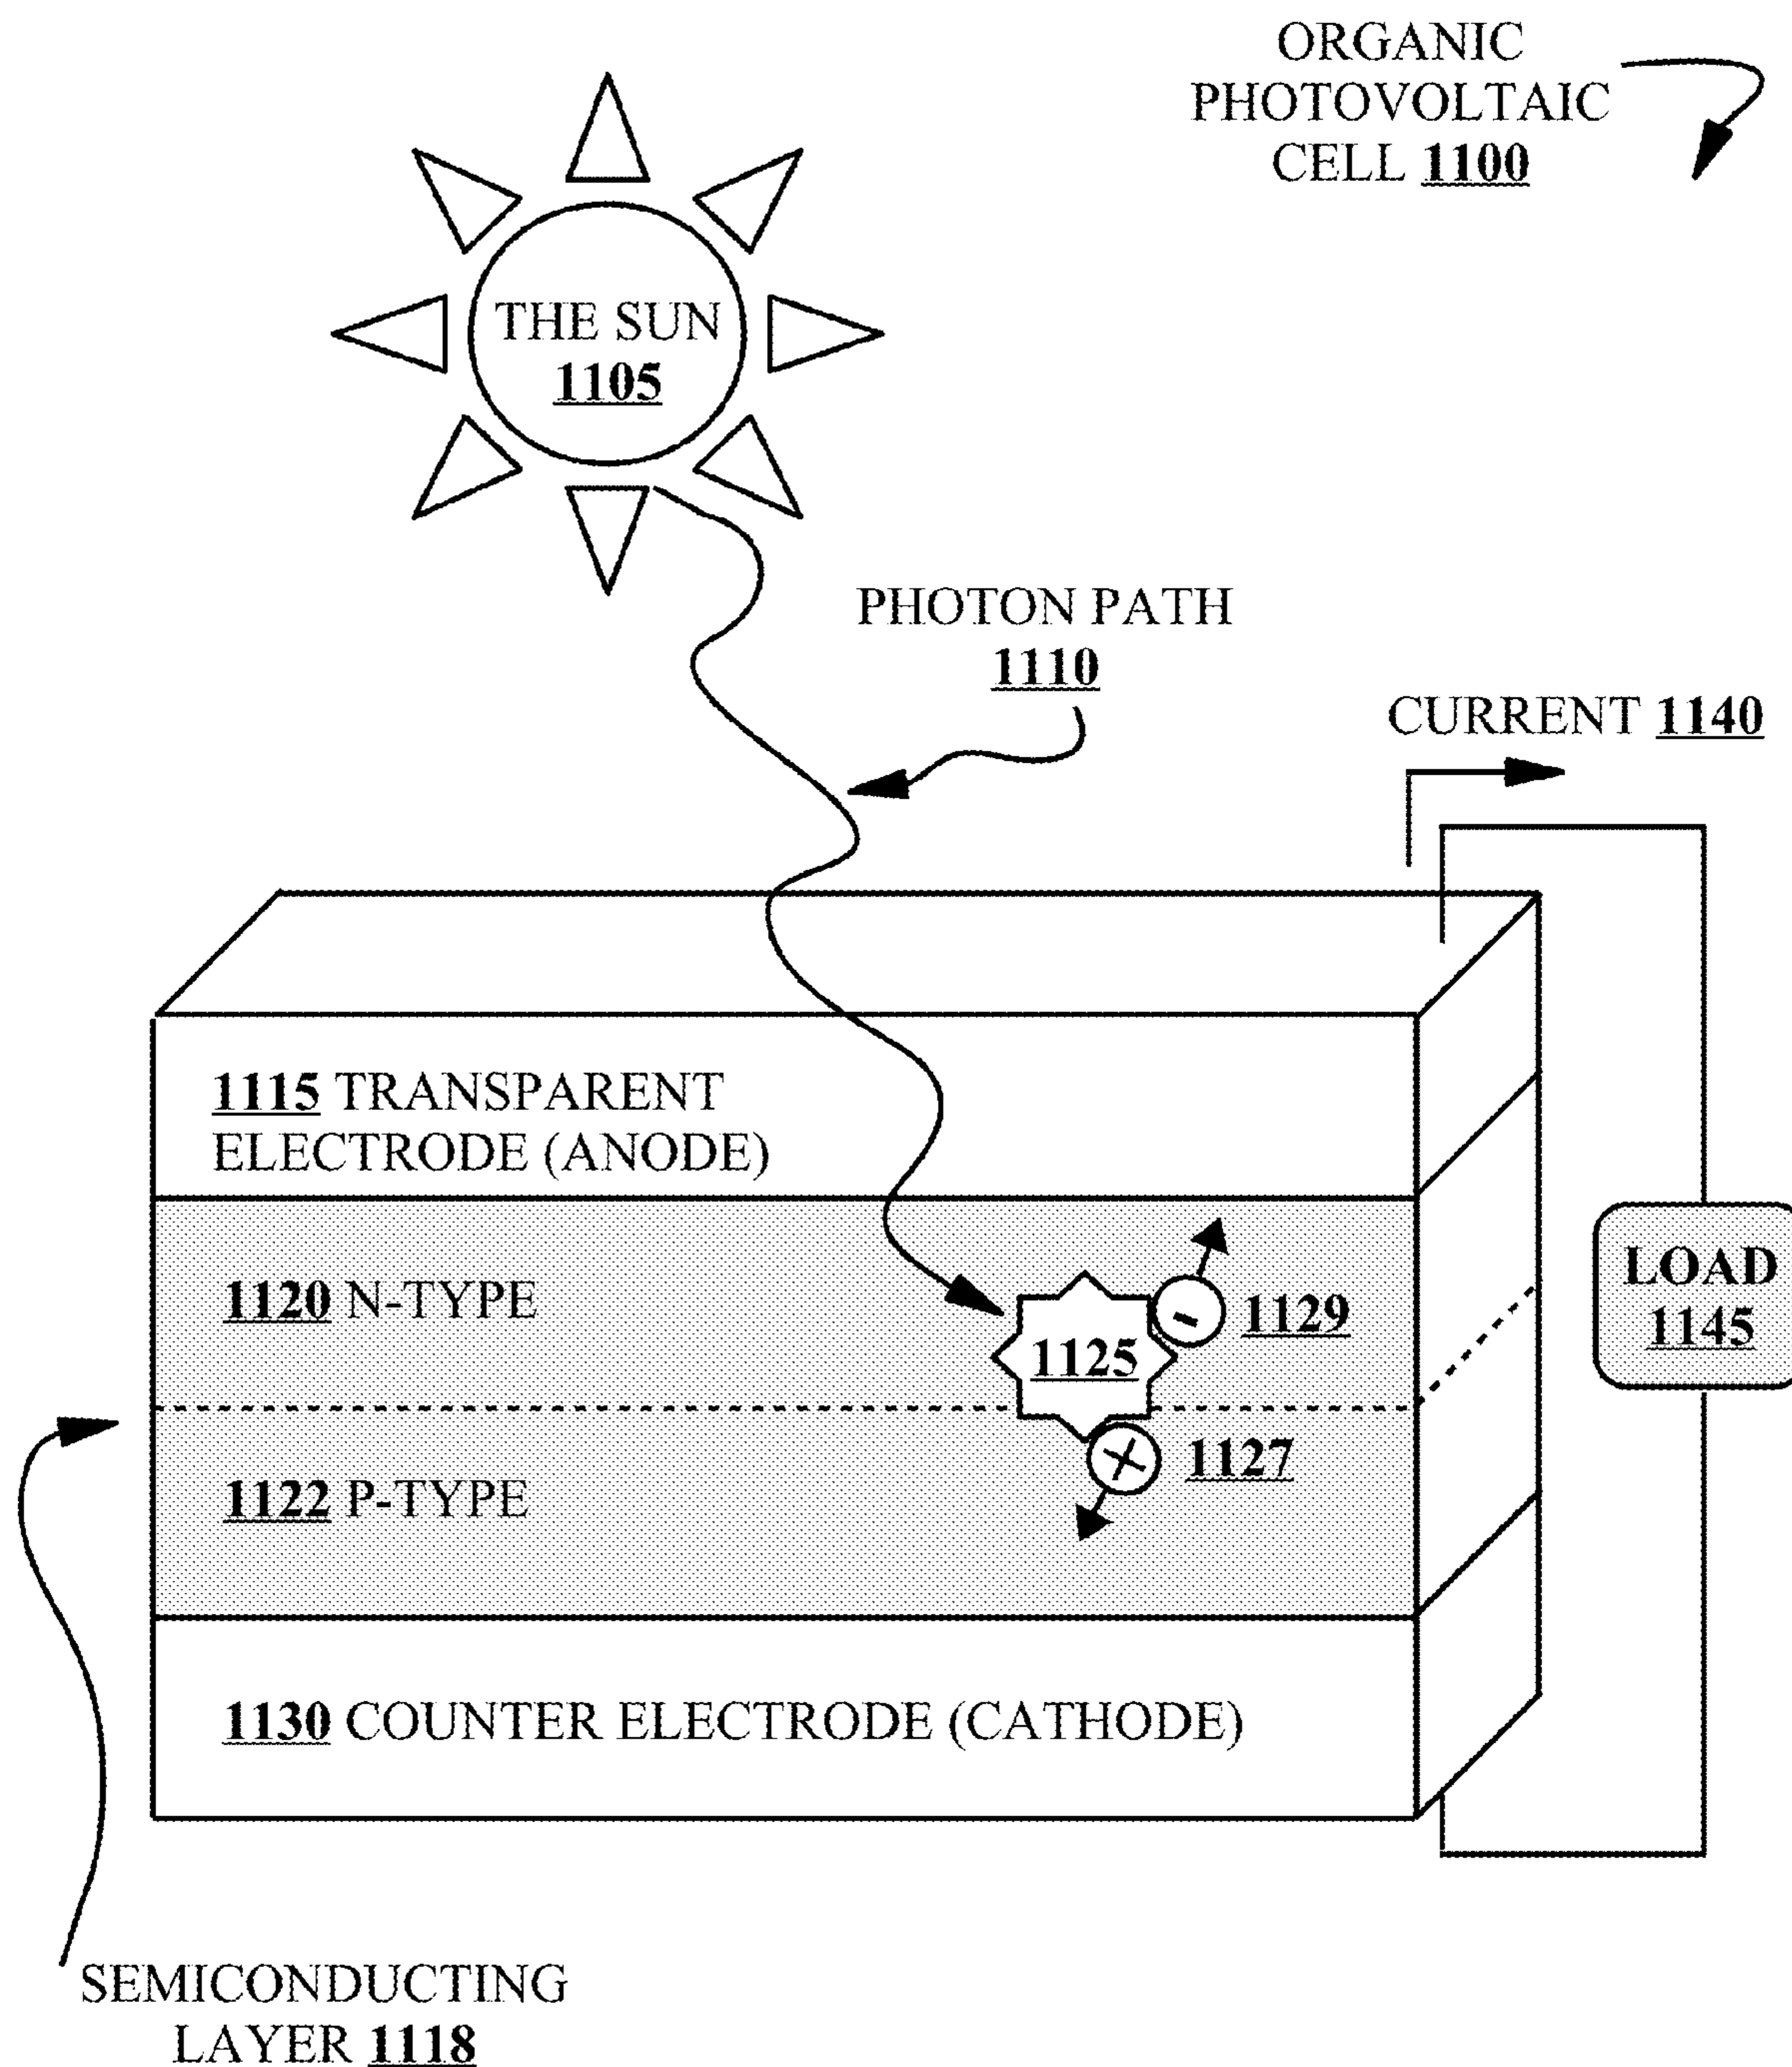 ORGANIC
PHOTOVOLTAIC
CELL 1100
THE SUN
1105
PHOTON PATH
1110
CURRENT 1140
1115 TRANSPARENT
ELECTRODE (ANODE)
1120 N-TYPE
-
1129
1125
LOAD
1145
+
1127
1122 P-TYPE
1130 COUNTER ELECTRODE (CATHODE)
SEMICONDUCTING
LAYER 1118